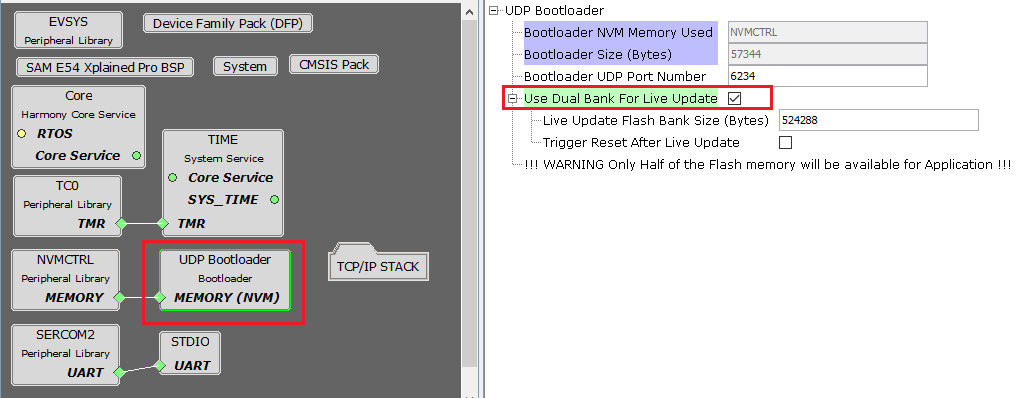 EVSYS
Peripheral Library
Device Family Pack (DFP)
SAM E54 Xplained Pro BSP
System
CMSIS Pack
Core
Harmony Core Service
RTOS
Core Service
TIME
System Service
Core Service
SYS_TIME
TMR
TC0
Peripheral Library
TMR
NVMCTRL
Peripheral Library
MEMORY
UDP Bootloader
Bootloader
MEMORY (NVM)
TCP/IP STACK
SERCOM2
Peripheral Library
UART
STDIO
UART
UDP Bootloader
Bootloader NVM Memory Used NVMCTRL
Bootloader Size (Bytes) 57344
Bootloader UDP Port Number 6234
Use Dual Bank For Live Update
Live Update Flash Bank Size (Bytes) 524288
Trigger Reset After Live Update
!!! WARNING Only Half of the Flash memory will be available for Application !!!